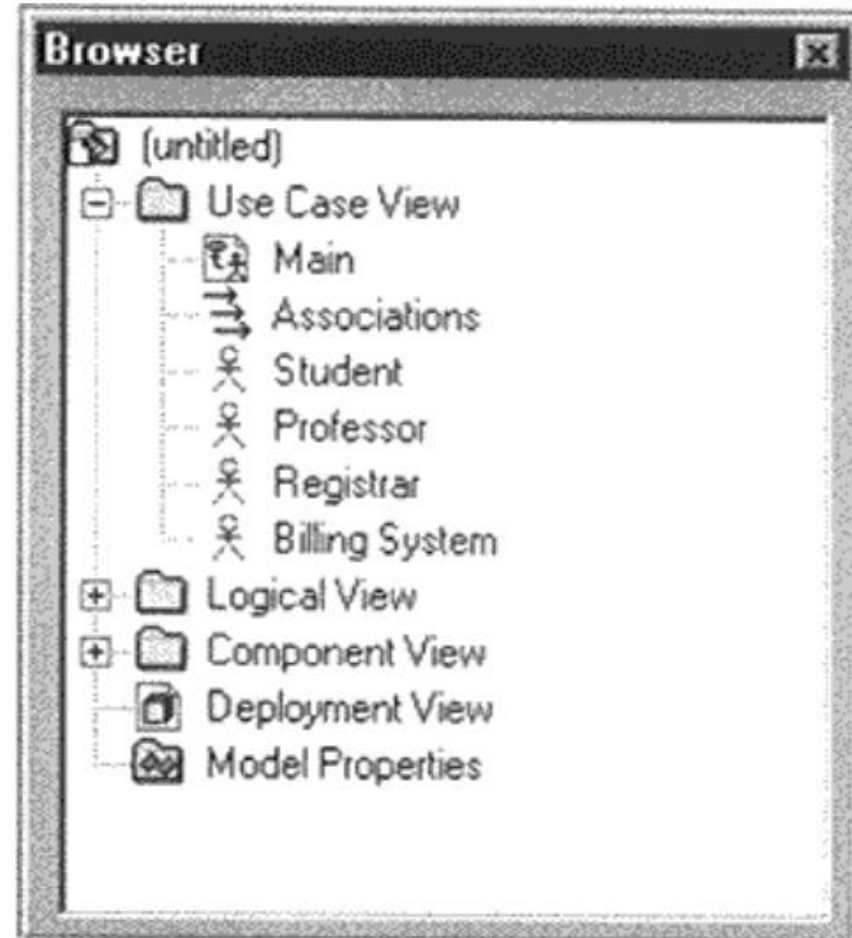 Browser
(untitled)
Use Case View
Main
Associations
Student
Professor
Registrar
Billing System
Logical View
Component View
Deployment View
Model Properties